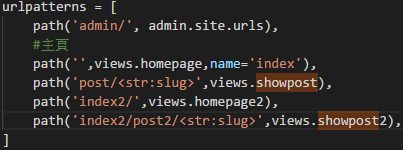 urlpatterns = [
    path('admin/', admin.site.urls),
    #主頁
    path('',views.homepage,name='index'),
    path('post/<str:slug>',views.showpost),
    path('index2/',views.homepage2),
    path('index2/post2/<str:slug>',views.showpost2),
]